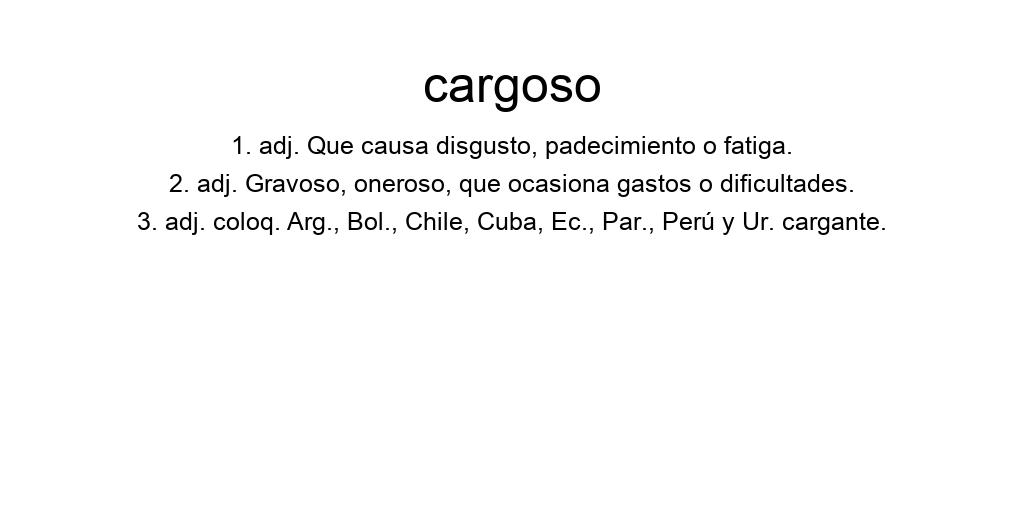 cargoso
1. adj. Que causa disgusto, padecimiento o fatiga.
2. adj. Gravoso, oneroso, que ocasiona gastos o dificultades.
3. adj. coloq. Arg., Bol., Chile, Cuba, Ec., Par., Perú y Ur. cargante.